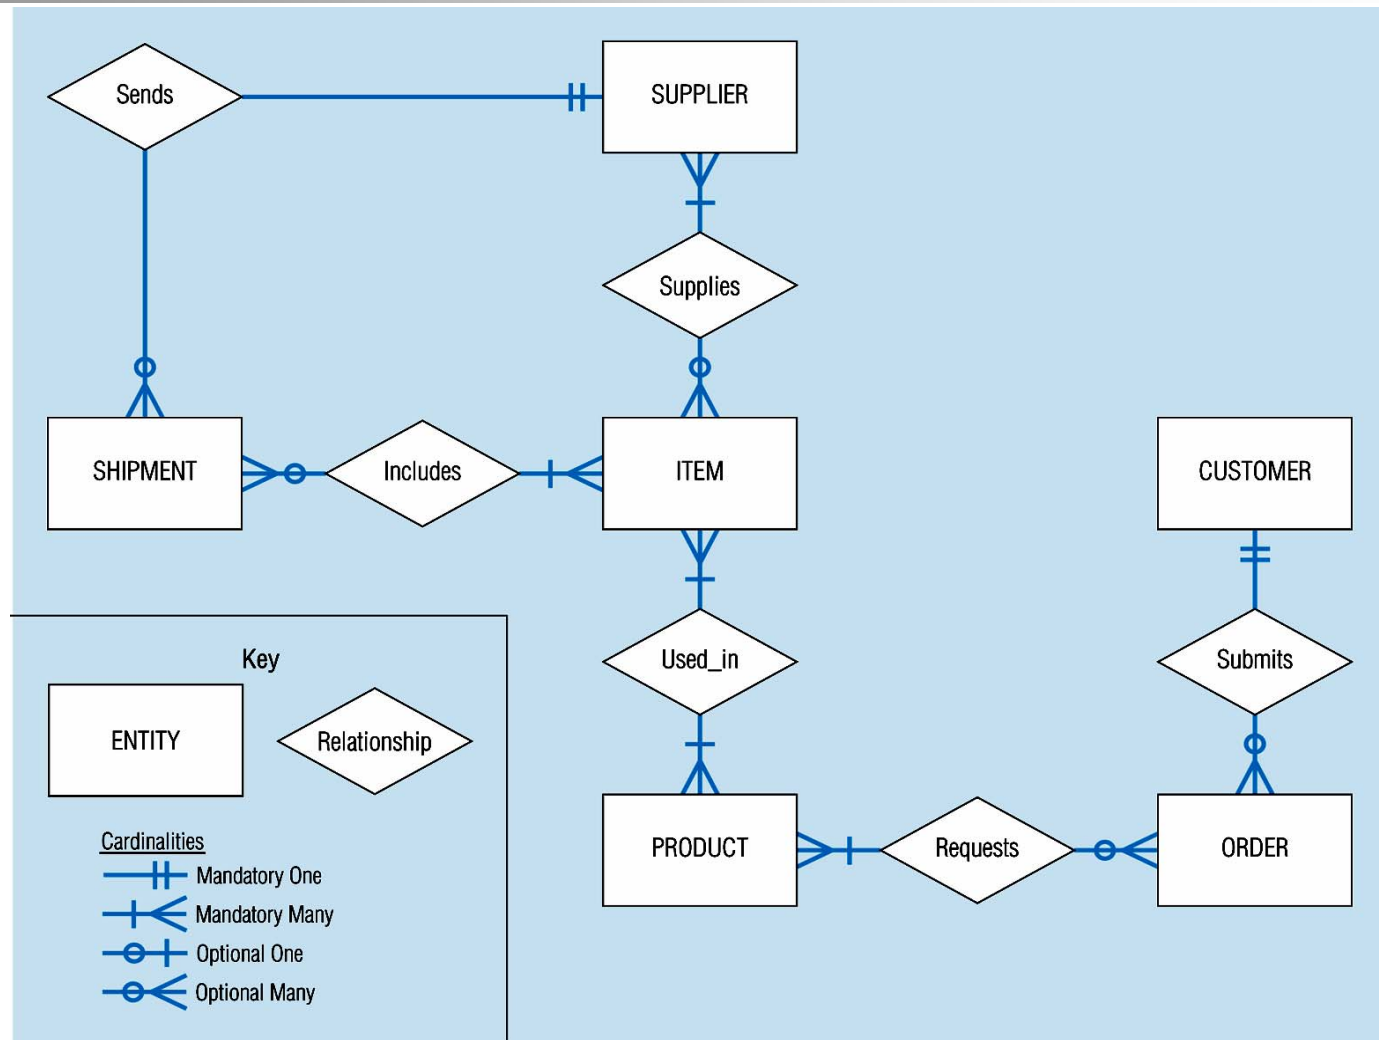 Sends
SUPPLIER
Supplies
SHIPMENT
Includes
ITEM
CUSTOMER
Used_in
Submits
PRODUCT
Requests
ORDER
Key
ENTITY
Relationship
Cardinalities
Mandatory One
Mandatory Many
Optional One
Optional Many